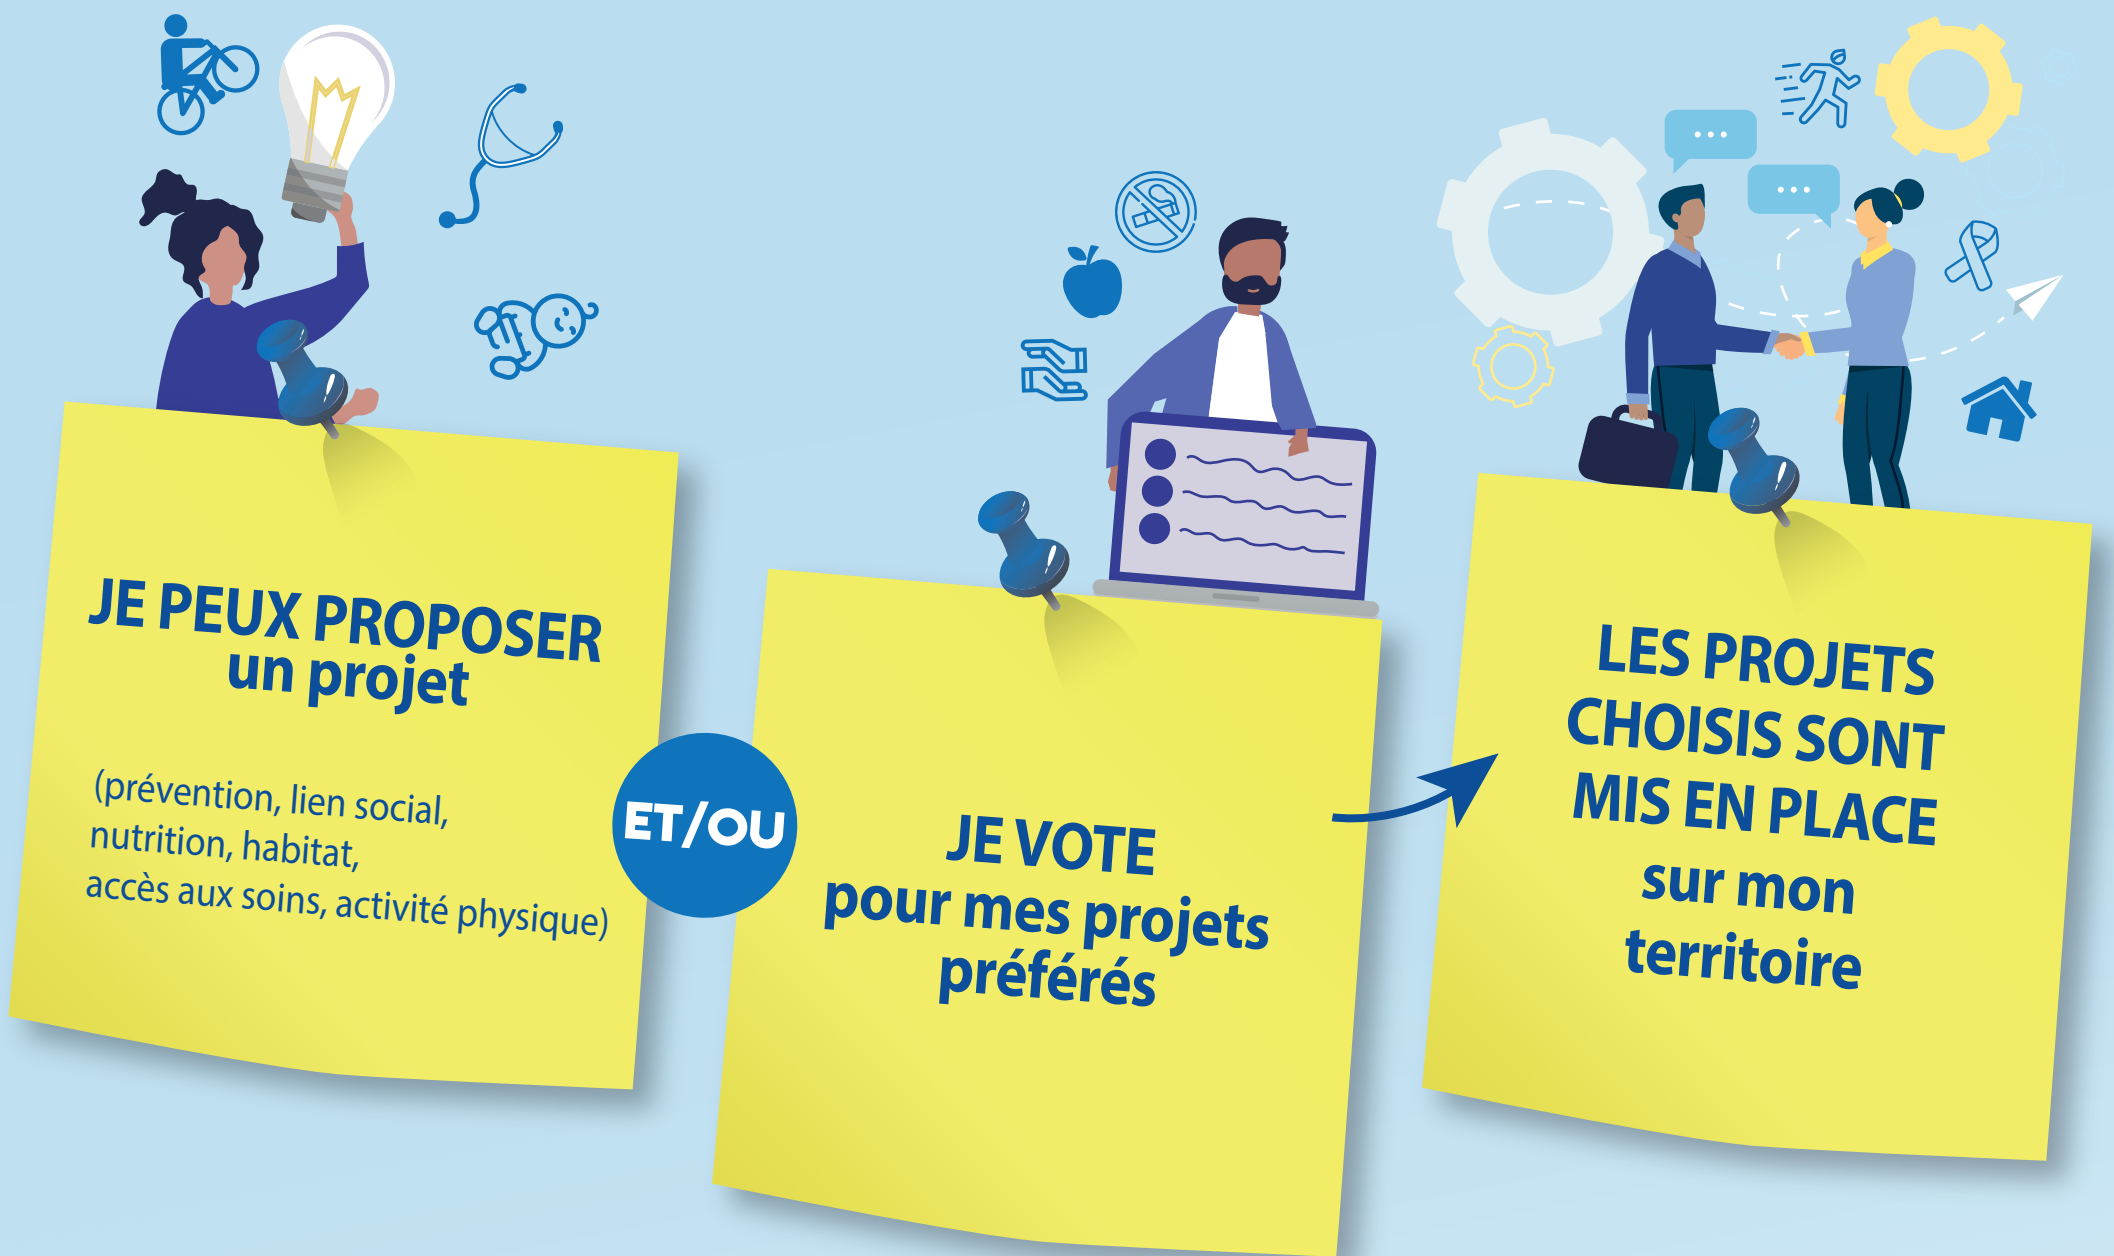 JE PEUX PROPOSER
un projet
(prévention, lien social,
nutrition, habitat,
accès aux soins, activité physique)
ET/OU
JE VOTE
pour mes projets
préférés
LES PROJETS
CHOISIS SONT
MIS EN PLACE
sur mon
territoire